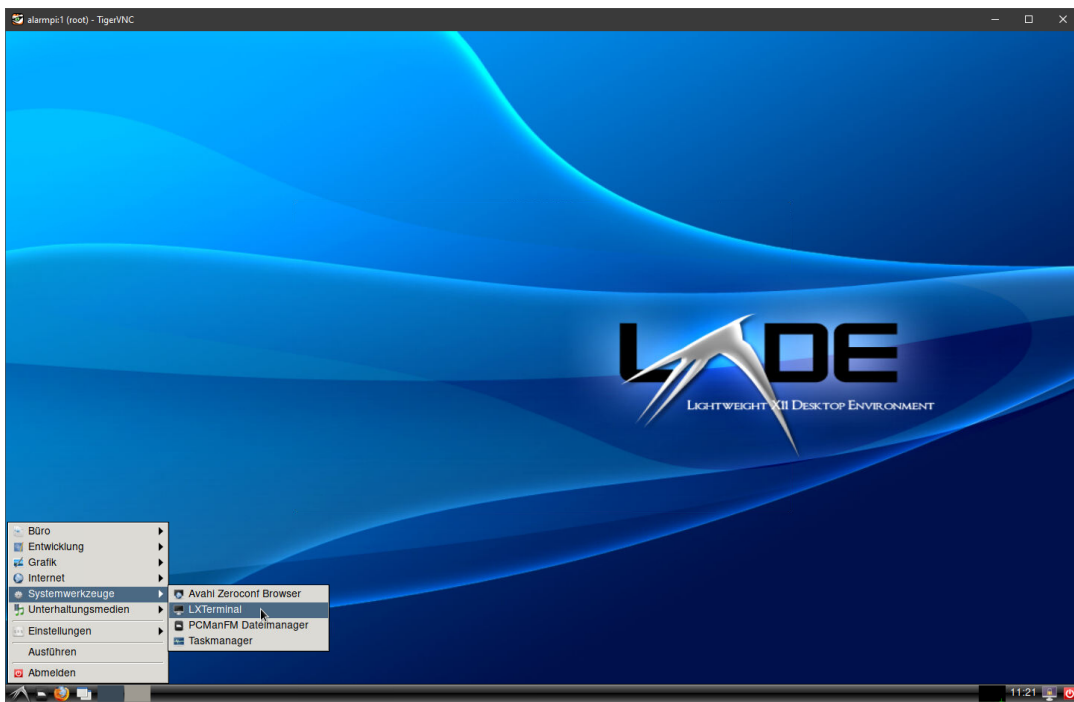 alarmpi:1 (root) - TigerVNC
LXDE
Lightweight X11 Desktop Environment
Büro
Entwicklung
Grafik
Internet
Systemwerkzeuge
Unterhaltungsmedien
Einstellungen
Ausführen
Abmelden
Avahi Zeroconf Browser
LXTerminal
PCManFM Dateimanager
Taskmanager
11:21